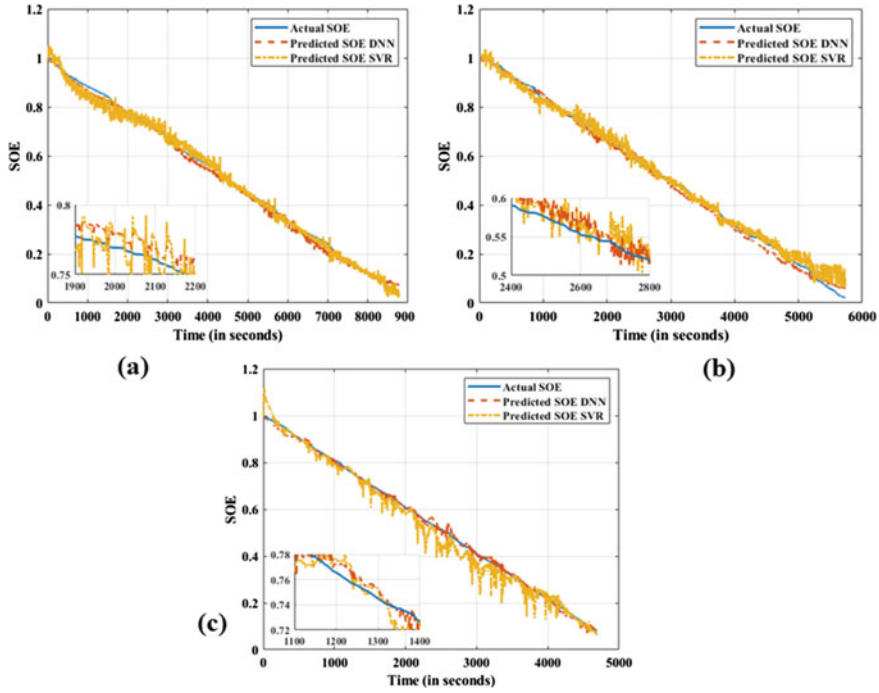 1.2
1
0.8
0.6
0.4
0.2
0
SOE
Actual SOE
Predicted SOE DNN
Predicted SOE SVR
0.8
0.75
1900 2000 2100 2200
0 1000 2000 3000 4000 5000 6000 7000 8000 900
Time (in seconds)
(a)
1.2
1
0.8
0.6
0.4
0.2
0
SOE
Actual SOE
Predicted SOE DNN
Predicted SOE SVR
0.6
0.55
0.5
2400 2600 2800
0 1000 2000 3000 4000 5000 6000
Time (in seconds)
(b)
1.2
1
0.8
0.6
0.4
0.2
0
SOE
Actual SOE
Predicted SOE DNN
Predicted SOE SVR
0.78
0.76
0.74
0.72
1100 1200 1300 1400
0 1000 2000 3000 4000 5000
Time (in seconds)
(c)